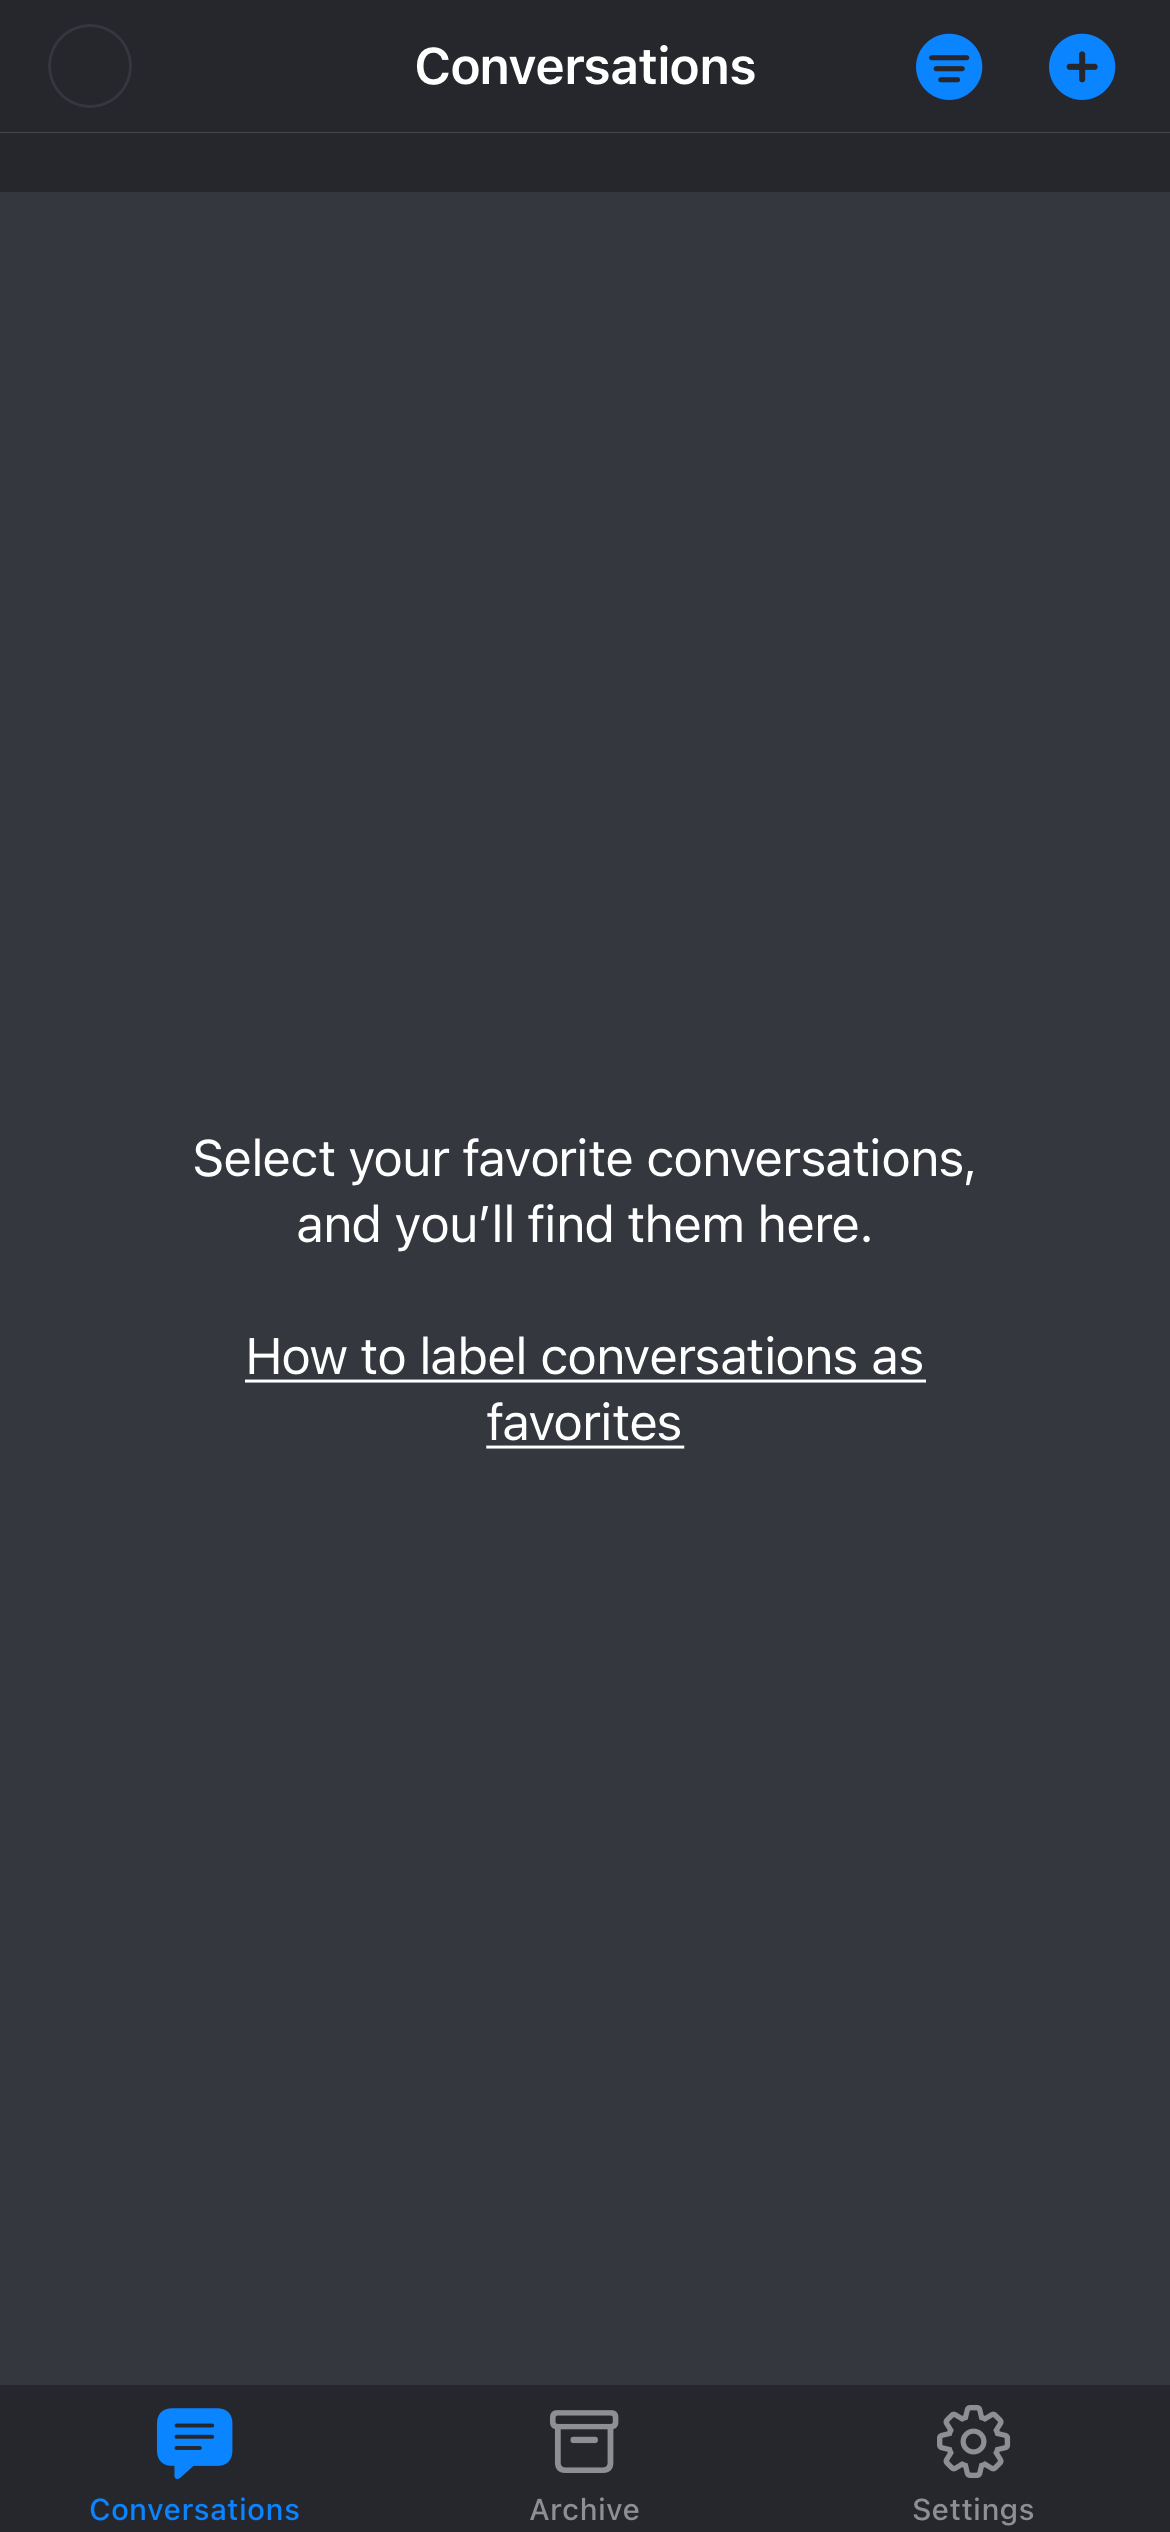 Conversations
Select your favorite conversations,
and you’ll find them here.
How to label conversations as
favorites
Conversations
Archive
Settings